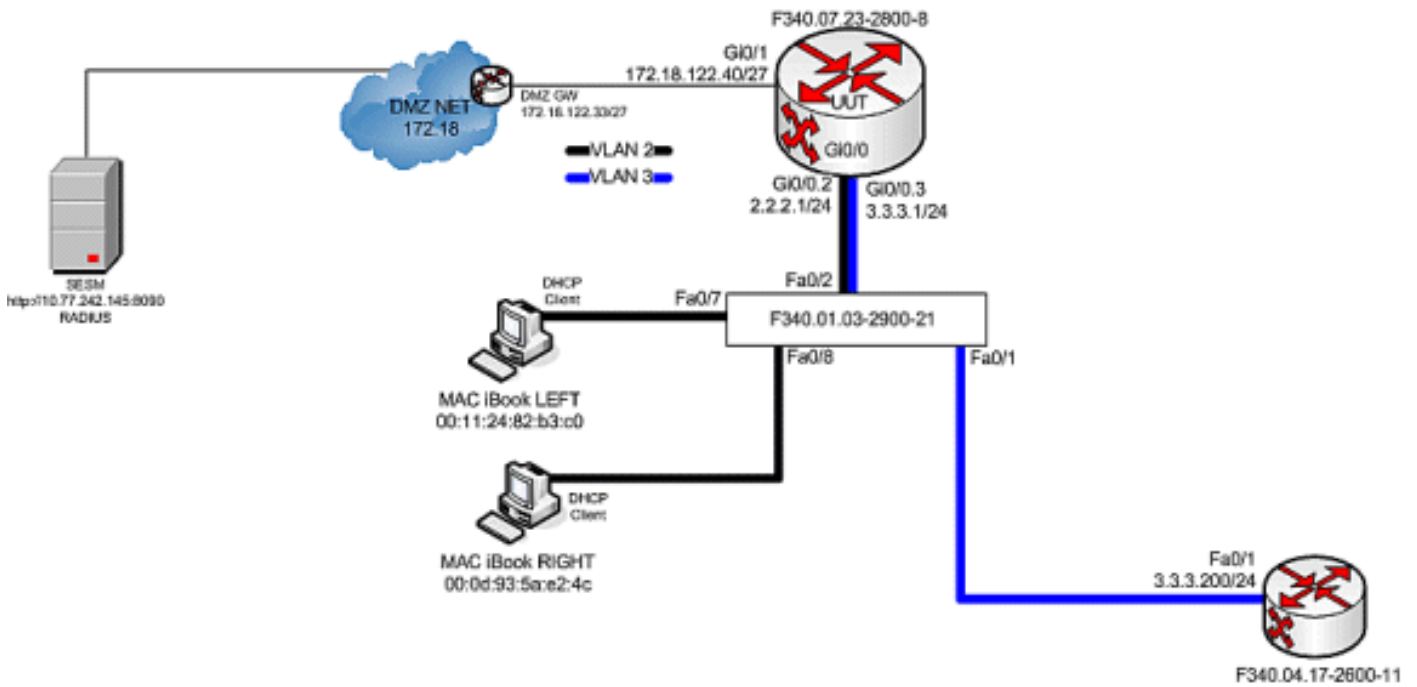 F340.07.23-2800-8
Gi0/1
172.18.122.40/27
DMZ GW
172.18.122.33/27
DMZ NET
172.18
UUT
Gi0/0
VLAN 2
VLAN 3
Gi0/0.2
2.2.2.1/24
Gi0/0.3
3.3.3.1/24
SESM
http://10.77.242.145:8090
RADIUS
DHCP
Client
Fa0/7
Fa0/2
F340.01.03-2900-21
Fa0/8
Fa0/1
MAC iBook LEFT
00:11:24:82:b3:c0
DHCP
Client
MAC iBook RIGHT
00:0d:93:5a:e2:4c
Fa0/1
3.3.3.200/24
F340.04.17-2600-11